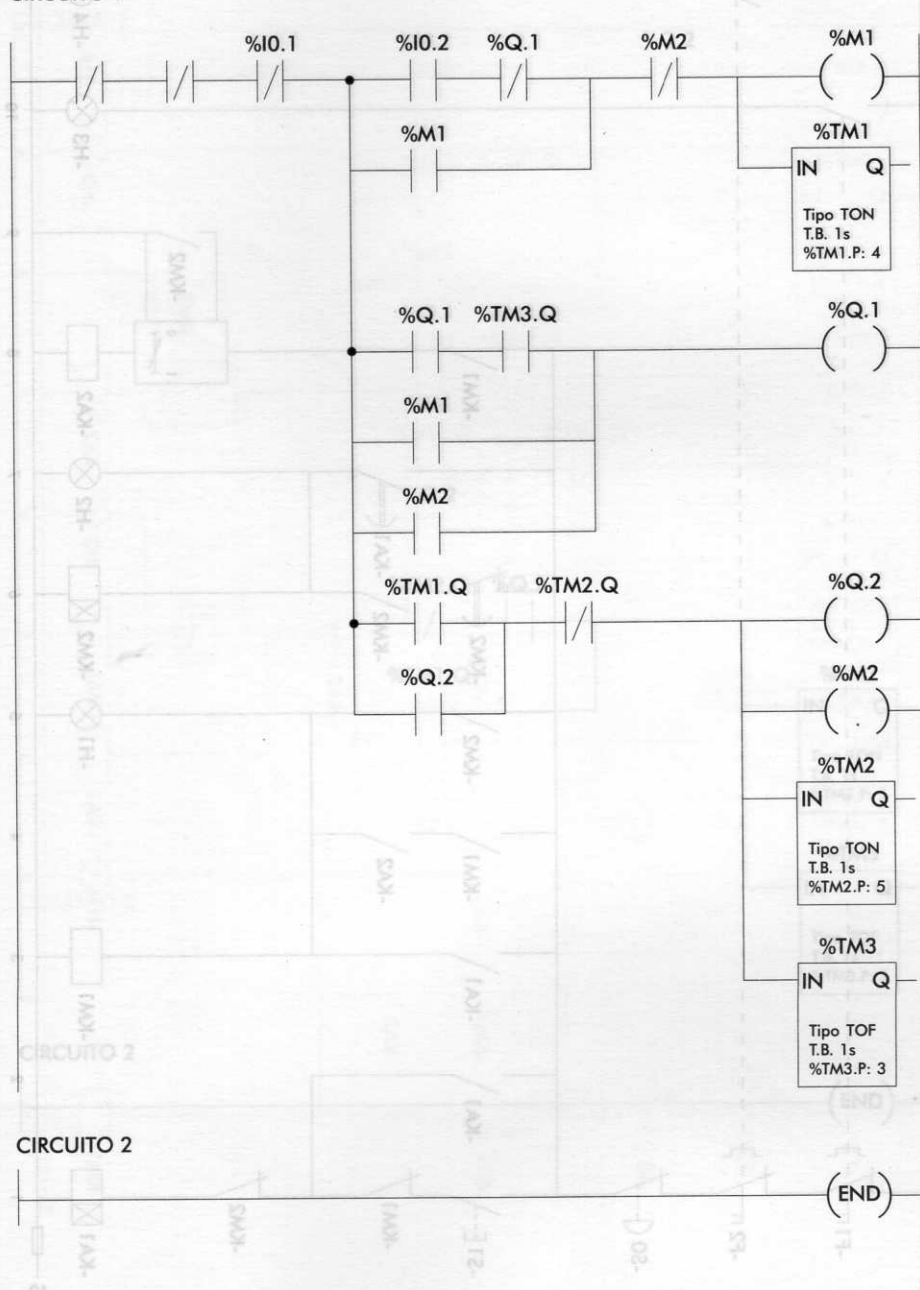 %I0.1 %I0.2 %Q.1 %M2 %M1
%M1 %TM1
IN Q
Tipo TON
T.B. 1s
%TM1.P: 4
%Q.1 %TM3.Q %Q.1
%M1
%M2
%TM1.Q %TM2.Q %Q.2
%Q.2 %M2
%TM2
IN Q
Tipo TON
T.B. 1s
%TM2.P: 5
%TM3
IN Q
Tipo TOF
T.B. 1s
%TM3.P: 3
CIRCUITO 2
END